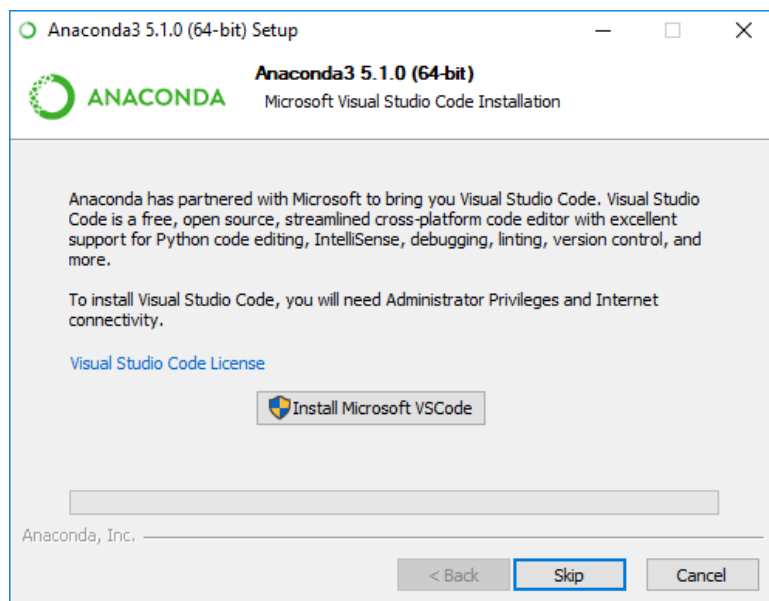 Anaconda3 5.1.0 (64-bit) Setup
ANACONDA
Anaconda3 5.1.0 (64-bit)
Microsoft Visual Studio Code Installation
Anaconda has partnered with Microsoft to bring you Visual Studio Code. Visual Studio
Code is a free, open source, streamlined cross-platform code editor with excellent
support for Python code editing, IntelliSense, debugging, linting, version control, and
more.
To install Visual Studio Code, you will need Administrator Privileges and Internet
connectivity.
Visual Studio Code License
Install Microsoft VSCode
Anaconda, Inc.
< Back
Skip
Cancel